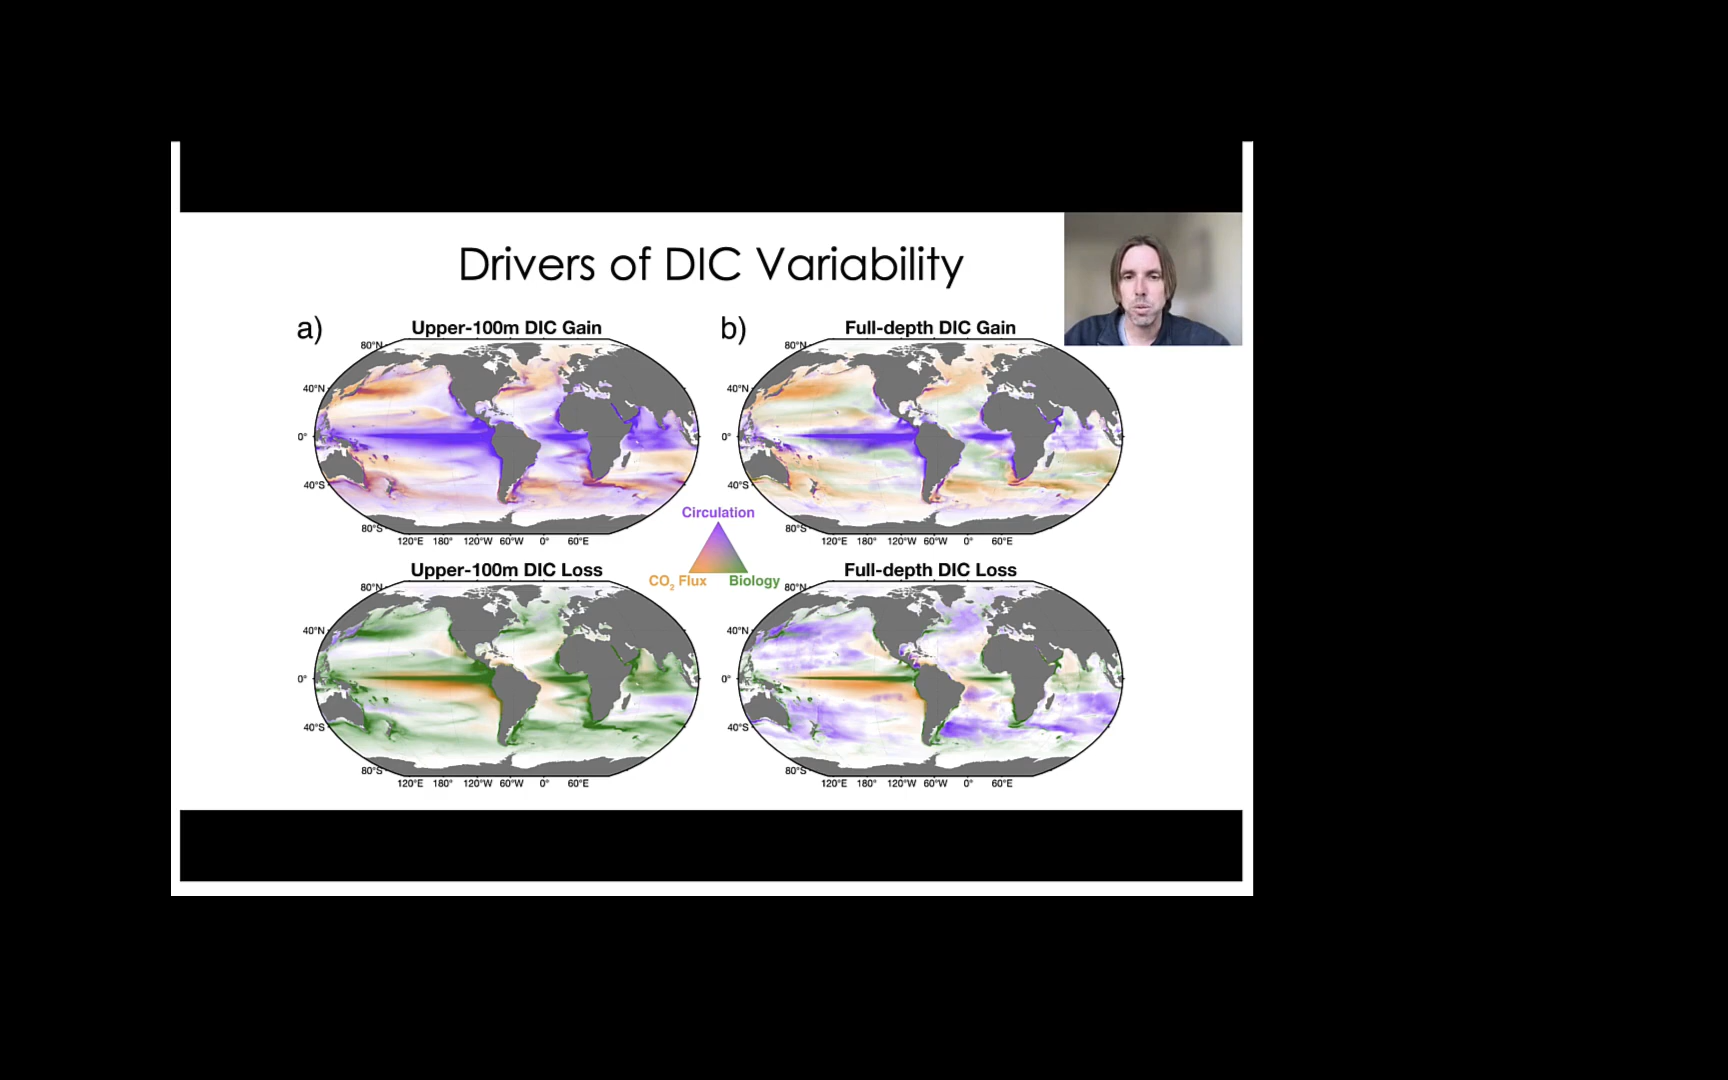 Drivers of DIC Variability
a)
Upper-100m DIC Gain
80°N
40°N
0°
40°S
80°S
120°E 180° 120°W 60°W 0° 60°E
b)
Full-depth DIC Gain
80°N
40°N
0°
40°S
80°S
120°E 180° 120°W 60°W 0° 60°E
Circulation
CO₂ Flux Biology
Upper-100m DIC Loss
80°N
40°N
0°
40°S
80°S
120°E 180° 120°W 60°W 0° 60°E
Full-depth DIC Loss
80°N
40°N
0°
40°S
80°S
120°E 180° 120°W 60°W 0° 60°E